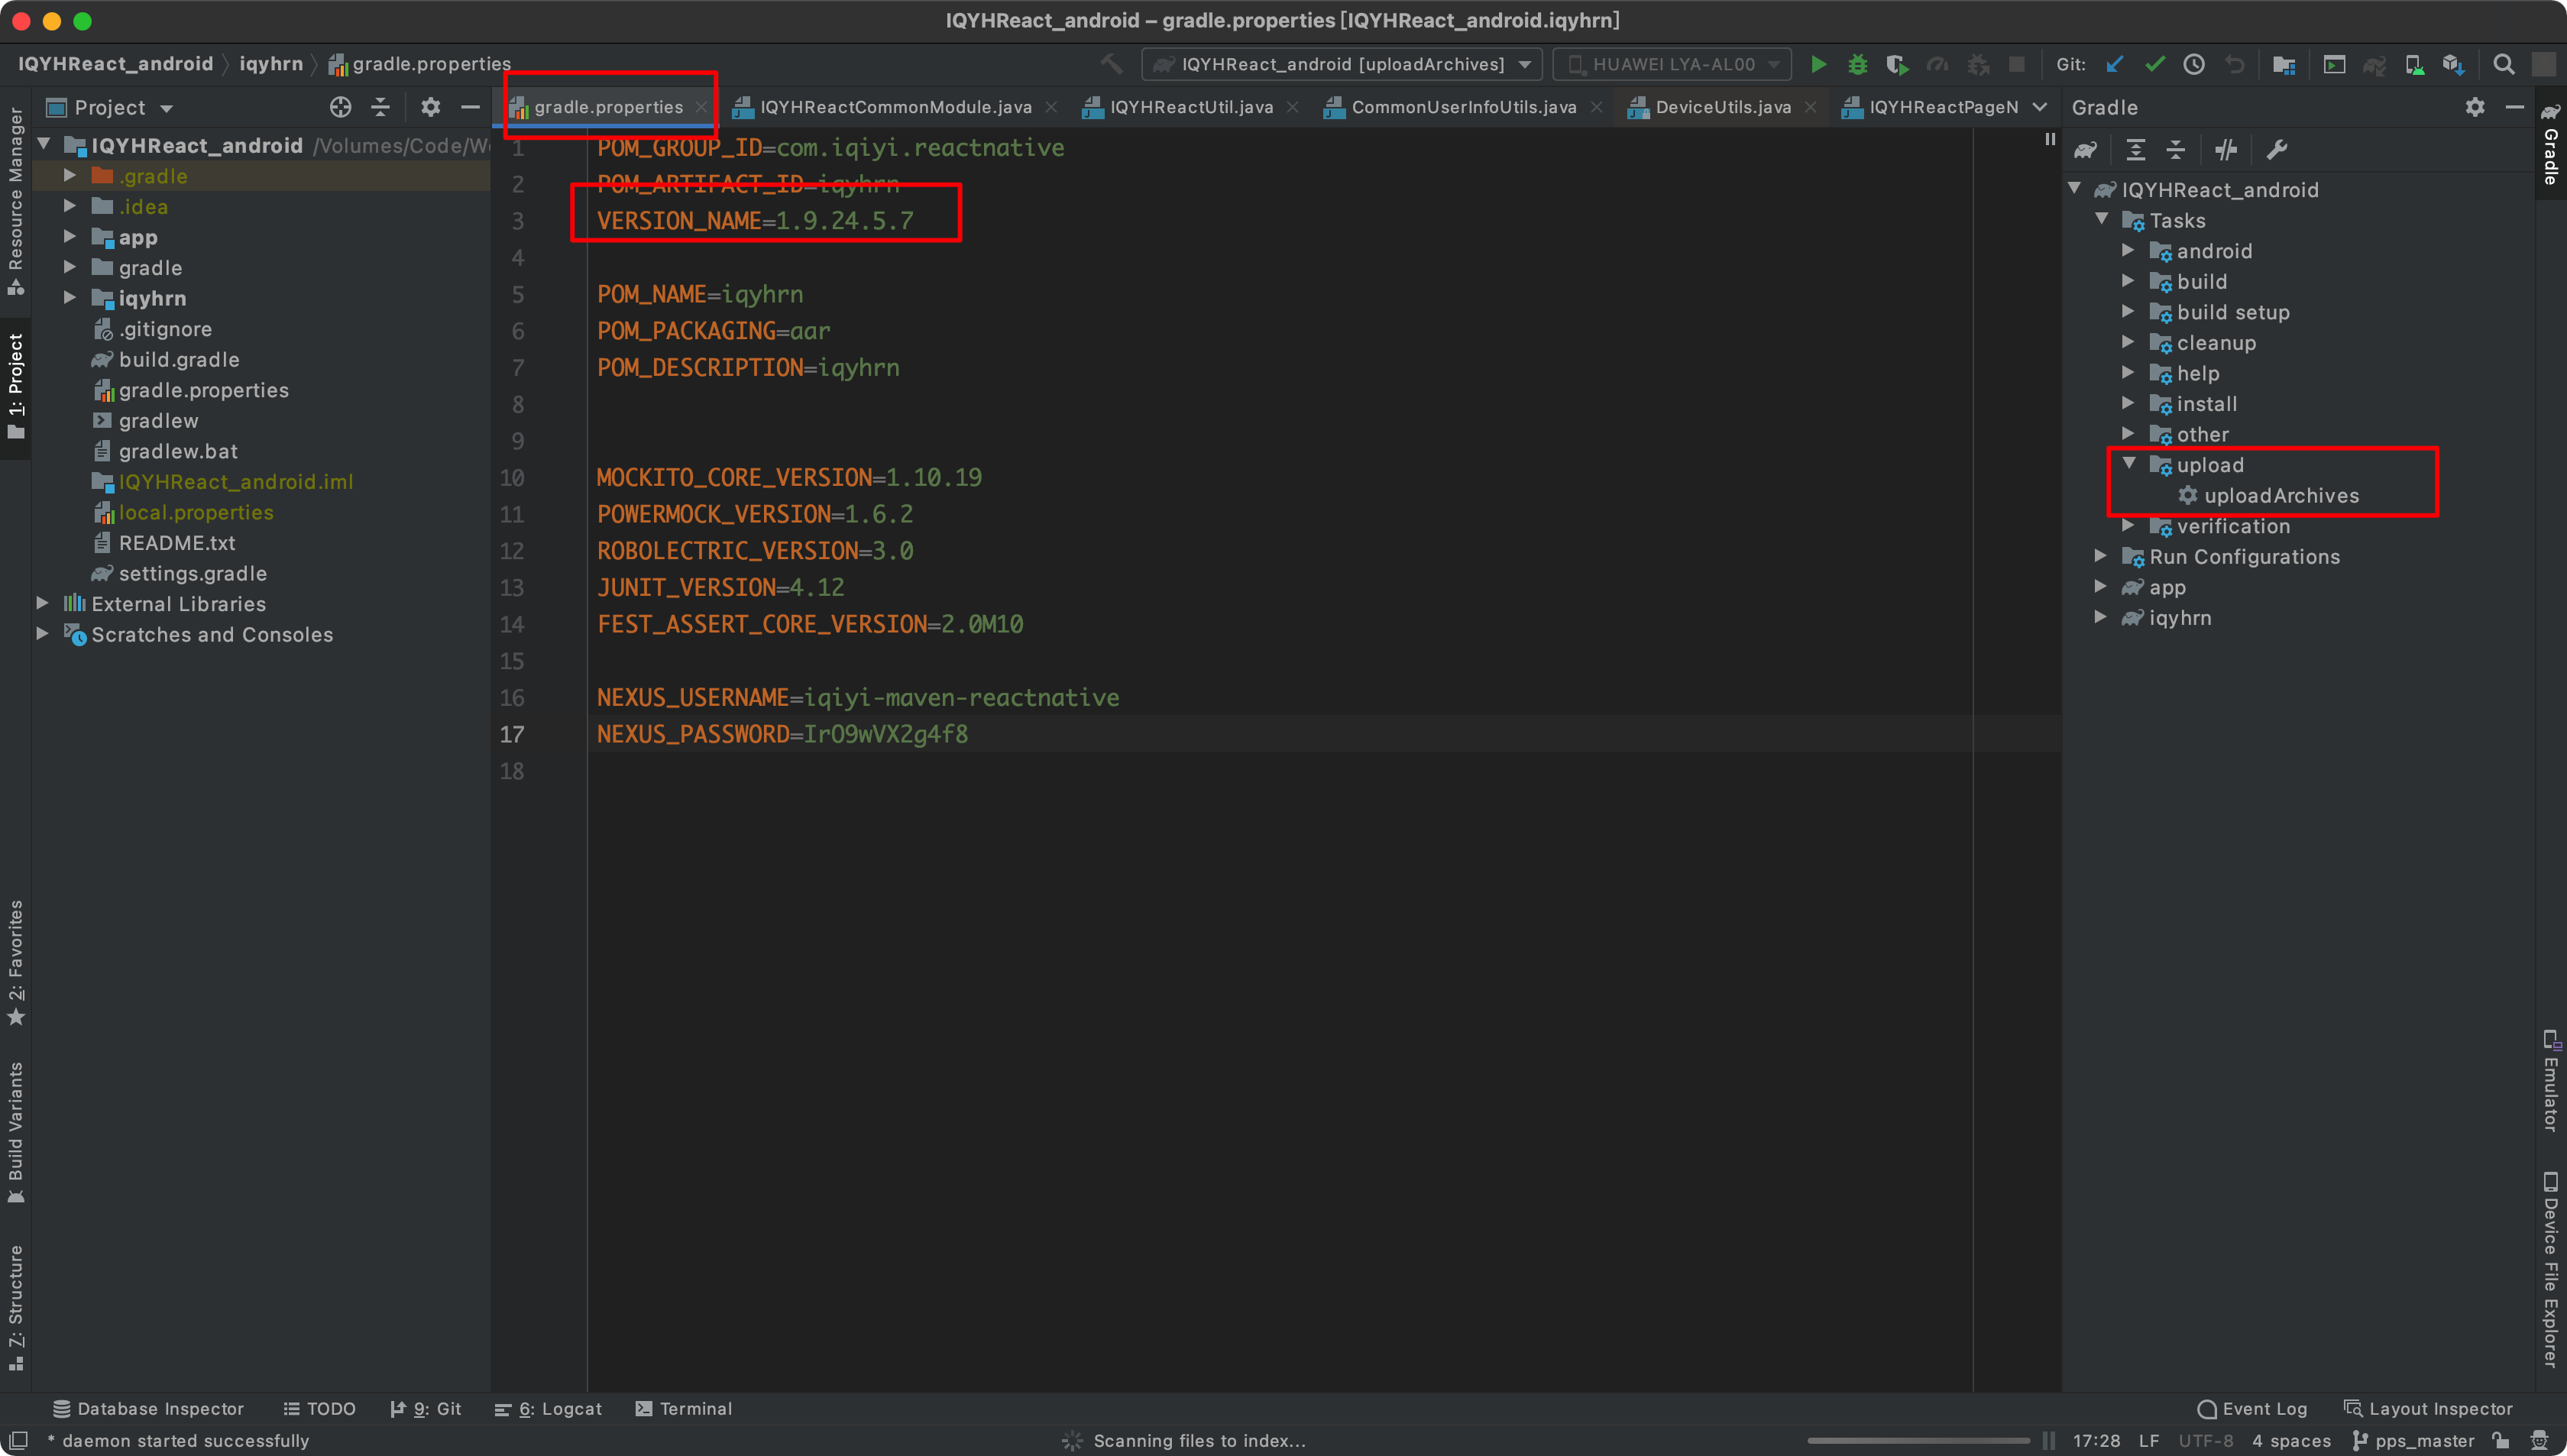 IQYHReact_android – gradle.properties [IQYHReact_android.iqyhrn]
IQYHReact_android
iqyhrn
gradle.properties
IQYHReact_android [uploadArchives]
HUAWEI LYA-AL00
Git:
Project
gradle.properties
IQYHReactCommonModule.java
IQYHReactUtil.java
CommonUserInfoUtils.java
DeviceUtils.java
IQYHReactPageN
Gradle
Resource Manager
1: Project
2: Favorites
Build Variants
7: Structure
IQYHReact_android /Volumes/Code/W
.gradle
.idea
app
gradle
iqyhrn
.gitignore
build.gradle
gradle.properties
gradlew
gradlew.bat
IQYHReact_android.iml
local.properties
README.txt
settings.gradle
External Libraries
Scratches and Consoles
1 POM_GROUP_ID=com.iqiyi.reactnative
2 POM_ARTIFACT_ID=iqyhrn
3 VERSION_NAME=1.9.24.5.7
4
5 POM_NAME=iqyhrn
6 POM_PACKAGING=aar
7 POM_DESCRIPTION=iqyhrn
8
9
10 MOCKITO_CORE_VERSION=1.10.19
11 POWERMOCK_VERSION=1.6.2
12 ROBOLECTRIC_VERSION=3.0
13 JUNIT_VERSION=4.12
14 FEST_ASSERT_CORE_VERSION=2.0M10
15
16 NEXUS_USERNAME=iqiyi-maven-reactnative
17 NEXUS_PASSWORD=IrO9wVX2g4f8
18
IQYHReact_android
Tasks
android
build
build setup
cleanup
help
install
other
upload
uploadArchives
verification
Run Configurations
app
iqyhrn
Gradle
Emulator
Device File Explorer
Database Inspector
TODO
9: Git
6: Logcat
Terminal
Event Log
Layout Inspector
* daemon started successfully
Scanning files to index...
17:28
LF
UTF-8
4 spaces
pps_master